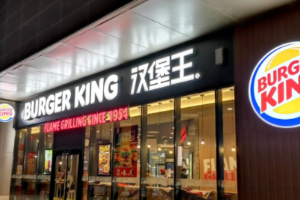 BURGER KING 汉堡王
FLAME GRILLING SINCE 1954
BURGER
KING